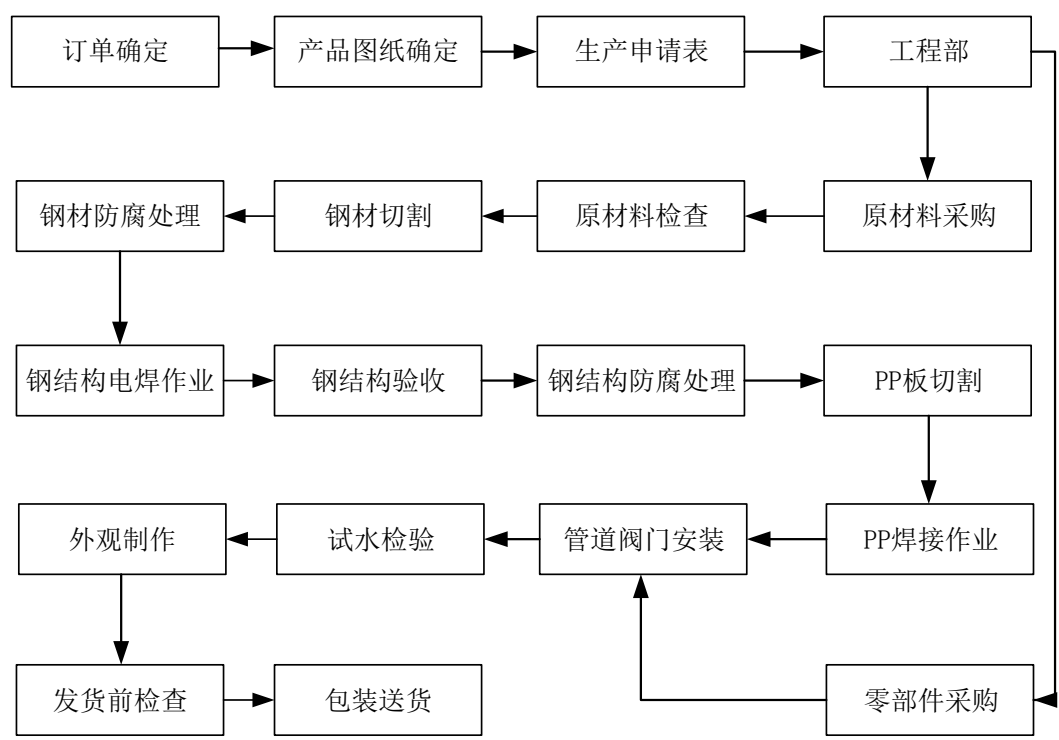 订单确定
产品图纸确定
生产申请表
工程部
钢材防腐处理
钢材切割
原材料检查
原材料采购
钢结构电焊作业
钢结构验收
钢结构防腐处理
PP板切割
外观制作
试水检验
管道阀门安装
PP焊接作业
发货前检查
包装送货
零部件采购